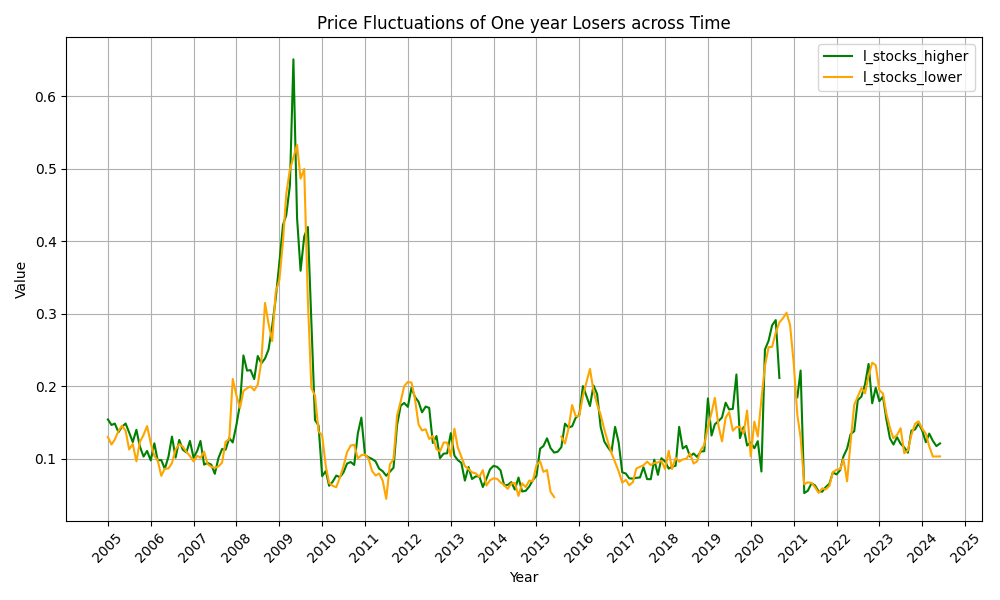 Price Fluctuations of One year Losers across Time
l_stocks_higher
l_stocks_lower
0.6
0.5
0.4
0.3
0.2
0.1
Value
2005 2006 2007 2008 2009 2010 2011 2012 2013 2014 2015 2016 2017 2018 2019 2020 2021 2022 2023 2024 2025
Year